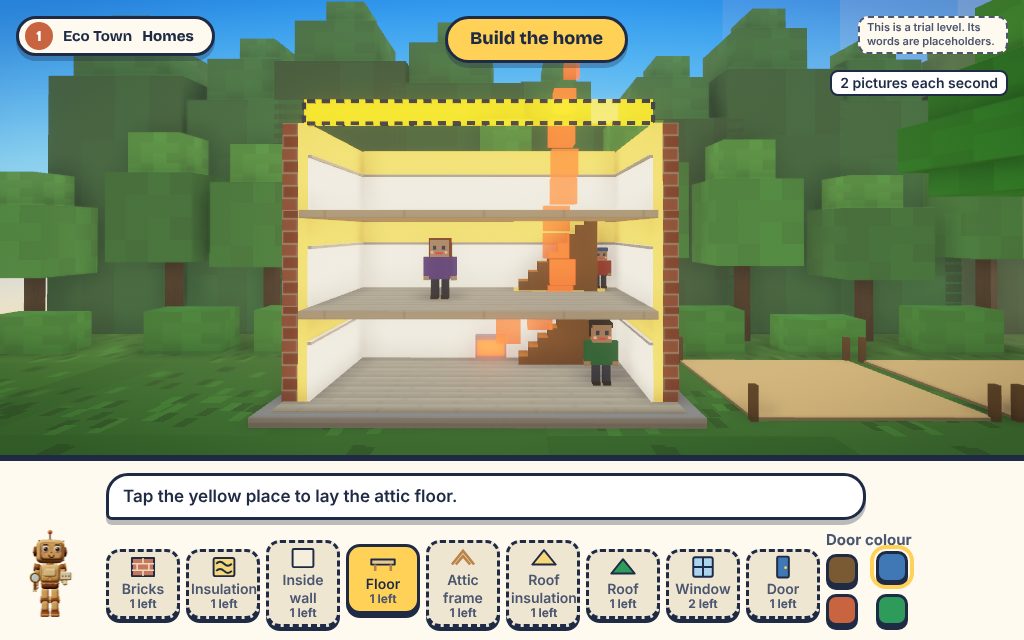 1 Eco Town Homes
Build the home
This is a trial level. Its
words are placeholders.
2 pictures each second
Tap the yellow place to lay the attic floor.
Door colour
Bricks
1 left
Insulation
1 left
Inside
wall
1 left
Floor
1 left
Attic
frame
1 left
Roof
insulation
1 left
Roof
1 left
Window
2 left
Door
1 left